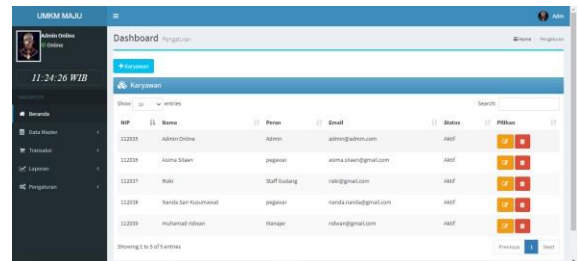 UMKM MAJU
Adm
Admin Online
Online
11:24:26 WIB
Beranda
Data Master
Transaksi
Laporan
Pengaturan
Dashboard Pengaturan
Home Pengaturan
+Karyawan
Karyawan
Show 10 entries Search:
NIP Nama Peran Email Status Pilihan
112035 Admin Online Admin admin@admin.com Aktif
112036 Asima Silaen pegawai asima.silaen@gmail.com Aktif
112037 Riski Staff Gudang riski@gmail.com Aktif
112038 Nanda Sari Kusumawat pegawai nanda.nanda@gmail.com Aktif
112039 muhamad ridwan Manajer ridwan@gmail.com Aktif
Showing 1 to 5 of 5 entries
Previous 1 Next